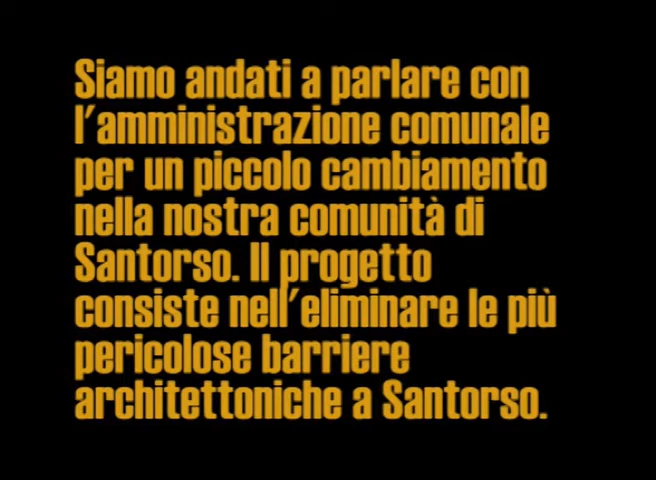 Siamo andati a parlare con
l'amministrazione comunale
per un piccolo cambiamento
nella nostra comunità di
Santorso. Il progetto
consiste nell'eliminare le più
pericolose barriere
architettoniche a Santorso.